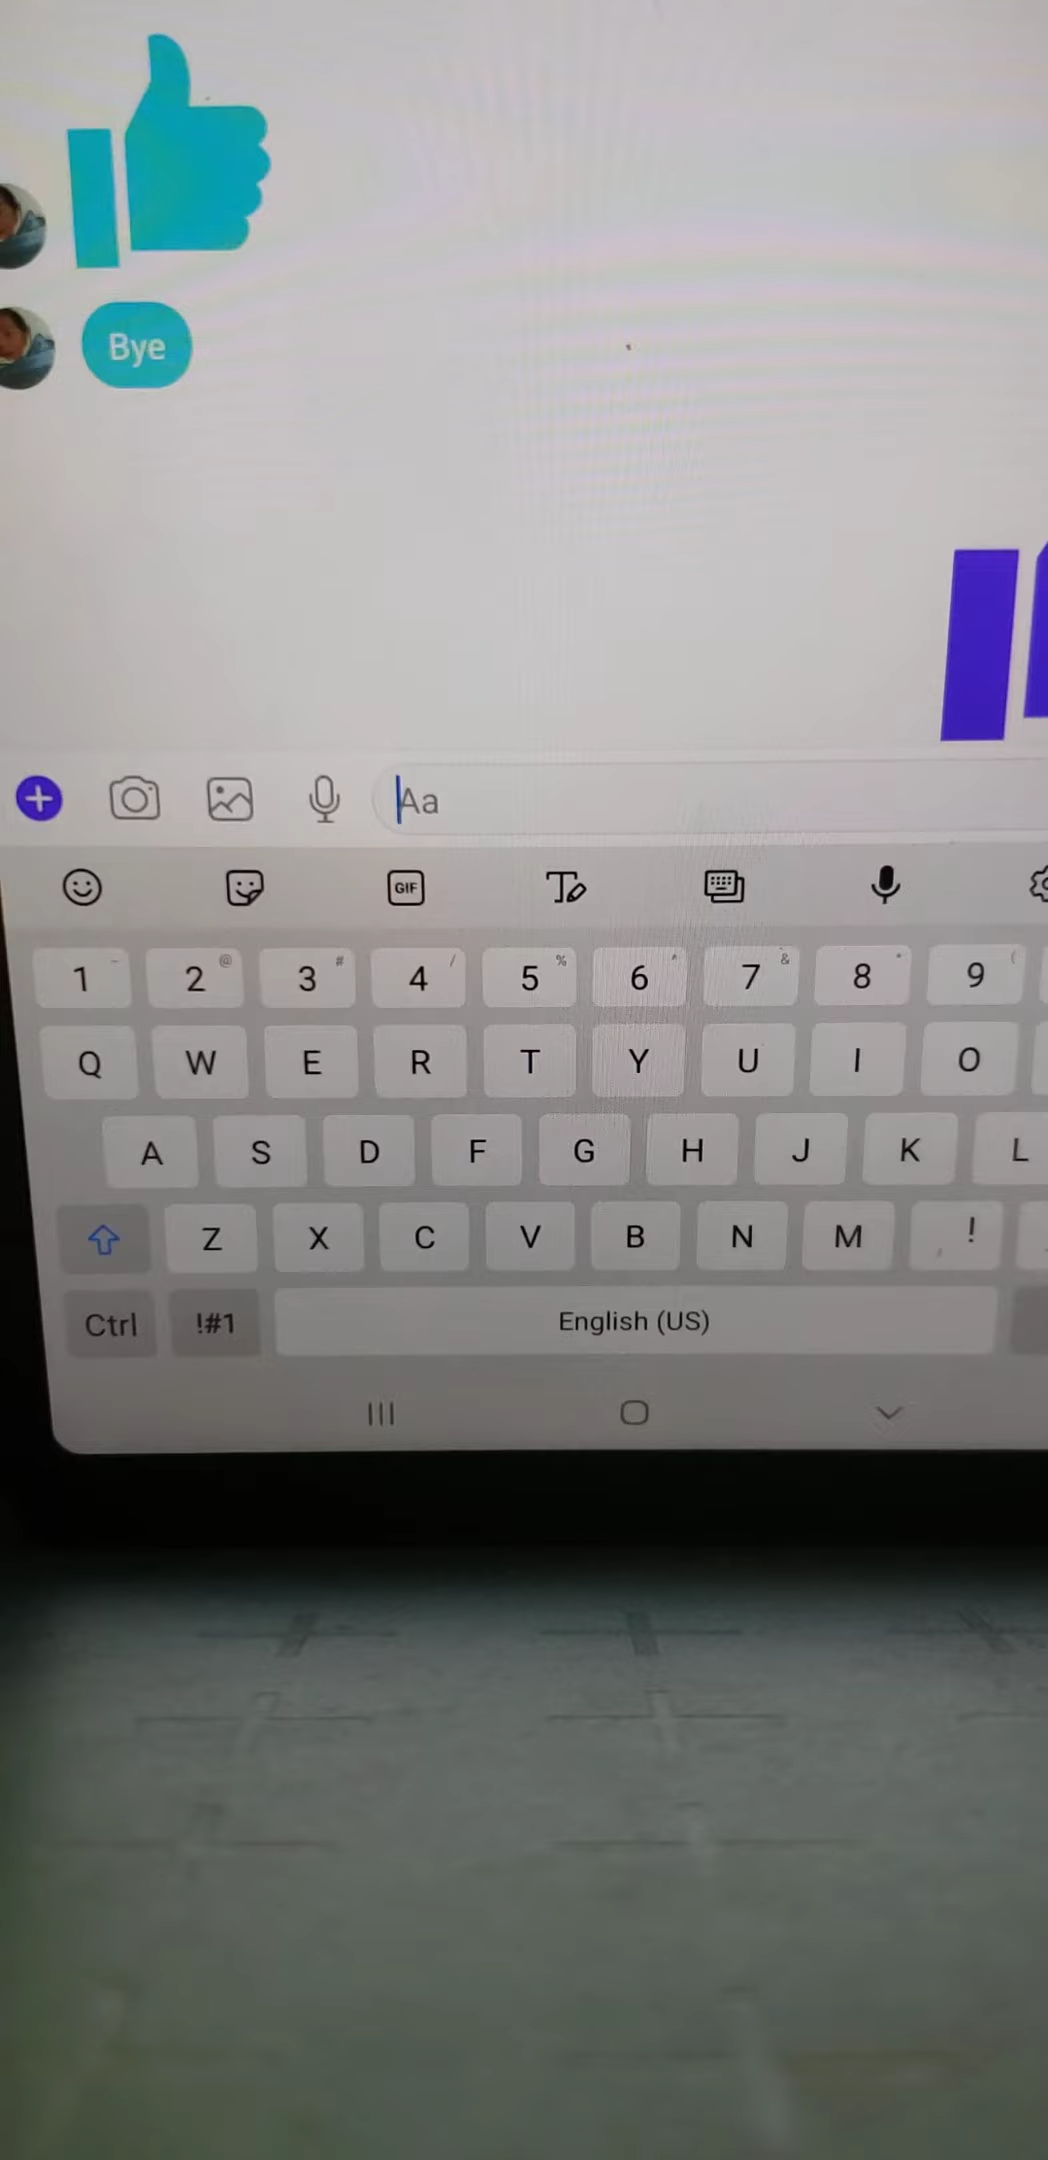 Bye
Aa
GIF
1 2 @ 3 # 4 / 5 % 6 ^ 7 & 8 * 9 (
Q W E R T Y U I O
A S D F G H J K L
Z X C V B N M , !
Ctrl !#1 English (US)